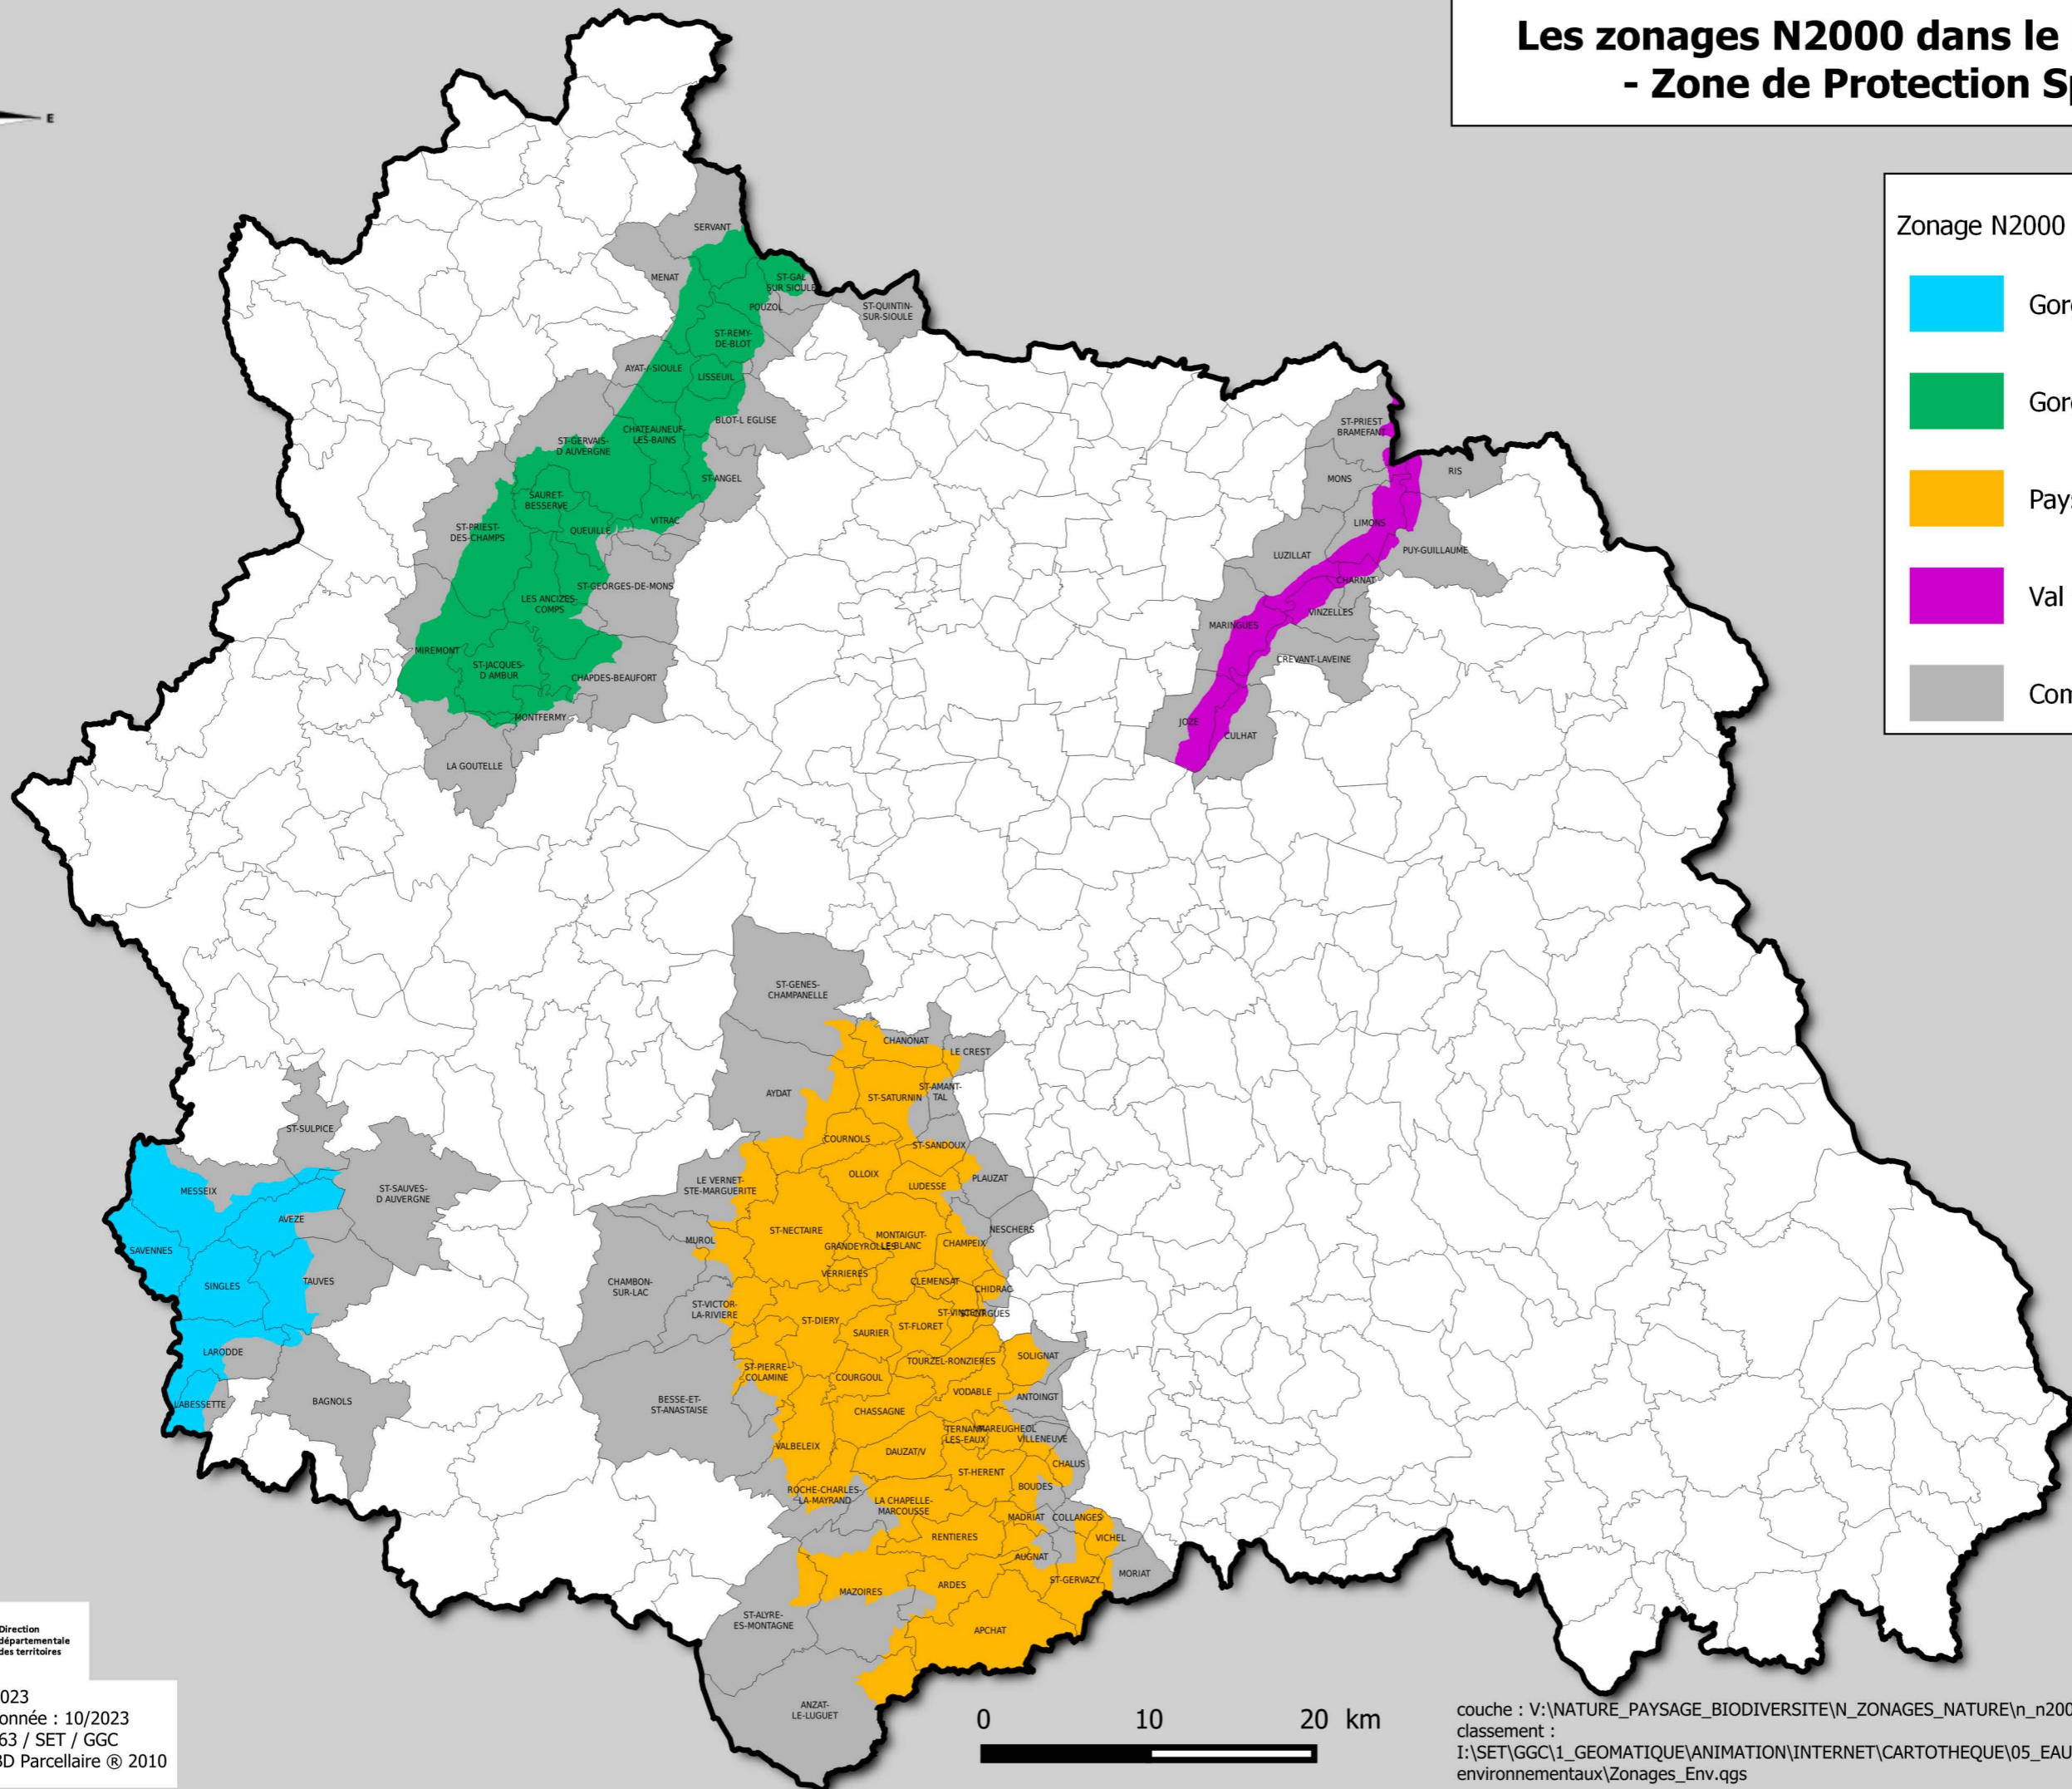 Les zonages N2000 dans le
- Zone de Protection
E
Zonage N2000
Val
SERVANT
MENAT
ST-GAL
SUR SIOULE
POUZOL
ST-QUINTIN-
SUR-SIOULE
ST-REMY-
DE-BLOT
AYAT-/-SIOULE
LISSEUIL
BLOT-L EGLISE
CHATEAUNEUF-
LES-BAINS
ST-GERVAIS-
D AUVERGNE
ST-ANGEL
SAURET-
BESSERVE
QUEUILLE
VITRAC
ST-PRIEST-
DES-CHAMPS
ST-GEORGES-DE-MONS
LES ANCIZES-
COMPS
MIREMONT
ST-JACQUES-
D AMBUR
CHAPDES-BEAUFORT
MONTFERMY
LA GOUTELLE
ST-PRIEST
BRAMEFANT
RIS
MONS
LIMONS
LUZILLAT
PUY-GUILLAUME
CHARNAT
VINZELLES
MARINGUES
CREVANT-LAVEINE
JOZE
CULHAT
ST-GENES-
CHAMPANELLE
CHANONAT
LE CREST
AYDAT
ST-SATURNIN
ST-AMANT-
TAL
COURNOLS
ST-SANDOUX
OLLOIX
LUDESSE
PLAUZAT
LE VERNET-
STE-MARGUERITE
ST-NECTAIRE
MONTAIGUT-
LE-BLANC
GRANDEYROLLES
NESCHERS
CHAMPEIX
MUROL
VERRIERES
CLEMENSAT
CHIDRAC
CHAMBON-
SUR-LAC
ST-VICTOR-
LA-RIVIERE
ST-DIERY
SAURIER
ST-FLORET
ST-VINCENT
ST-PIERRE-
COLAMINE
COURGOUL
TOURZEL-RONZIERES
SOLIGNAT
VODABLE
ANTOINGT
BESSE-ET-
ST-ANASTAISE
CHASSAGNE
TERNANT-
LES-EAUX
MAREUGHEOL
VILLENEUVE
VALBELEIX
DAUZAT/V
CHALUS
ST-HERENT
BOUDES
ROCHE-CHARLES-
LA-MAYRAND
LA CHAPELLE-
MARCOUSSE
MADRIAT
COLLANGES
RENTIERES
VICHEL
AUGNAT
MORIAT
MAZOIRES
ARDES
ST-GERVAZY
ST-ALYRE-
ES-MONTAGNE
APCHAT
ANZAT-
LE-LUGUET
ST-SULPICE
ST-SAUVES-
D AUVERGNE
MESSEIX
AVEZE
SAVENNES
SINGLES
TAUVES
LARODDE
LABESSETTE
BAGNOLS
Direction
départementale
des territoires
023
onnée : 10/2023
63 / SET / GGC
BD Parcellaire ® 2010
0 10 20 km
couche : V:\NATURE_PAYSAGE_BIODIVERSITE\N_ZONAGES_NATURE\n_n200
classement :
I:\SET\GGC\1_GEOMATIQUE\ANIMATION\INTERNET\CARTOTHEQUE\05_EAU
environnementaux\Zonages_Env.qgs